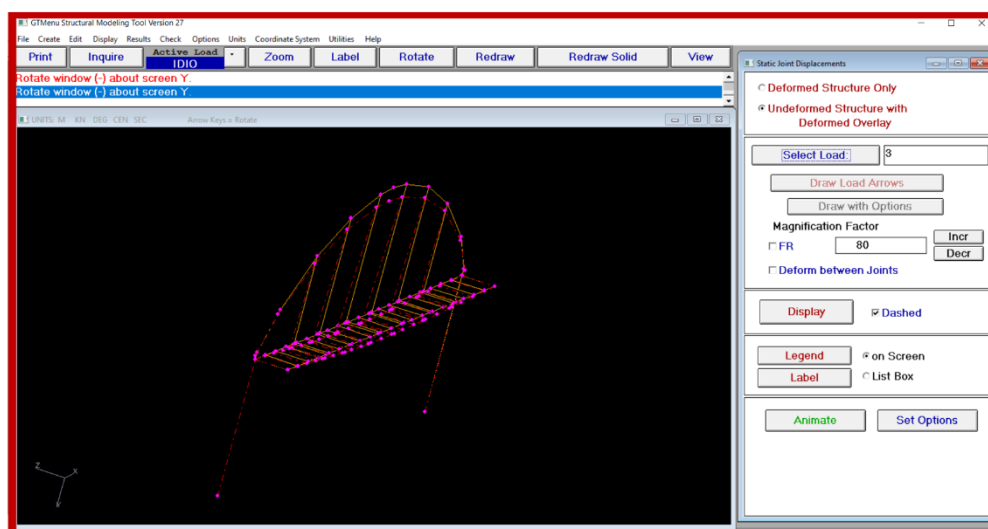 GTMenu Structural Modeling Tool Version 27
File Create Edit Display Results Check Options Units Coordinate System Utilities Help
Print Inquire Active Load IDIO Zoom Label Rotate Redraw Redraw Solid View
Rotate window (-) about screen Y.
Rotate window (-) about screen Y.
UNITS: M KN DEG CEN SEC Arrow Keys = Rotate
Z X
Static Joint Displacements
Deformed Structure Only
Undeformed Structure with
Deformed Overlay
Select Load: 3
Draw Load Arrows
Draw with Options
Magnification Factor
FR 80 Incr
Decr
Deform between Joints
Display Dashed
Legend on Screen
Label List Box
Animate Set Options